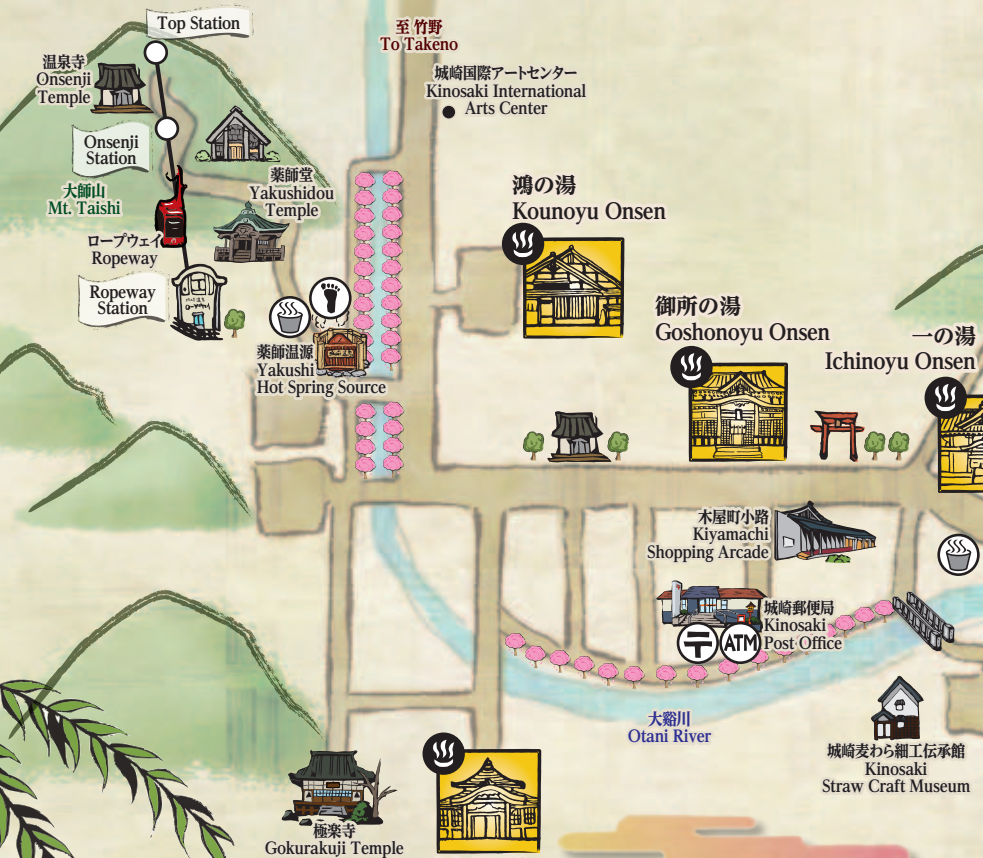 Top Station
至 竹野
To Takeno
温泉寺
Onsenji
Temple
城崎国際アートセンター
Kinosaki International
Arts Center
Onsenji
Station
大師山
Mt. Taishi
薬師堂
Yakushidou
Temple
鴻の湯
Kounoyu Onsen
ロープウェイ
Ropeway
Ropeway
Station
御所の湯
Goshonoyu Onsen
一の湯
Ichinoyu Onsen
薬師温源
Yakushi
Hot Spring Source
木屋町小路
Kiyamachi
Shopping Arcade
城崎郵便局
Kinosaki
Post Office
〒
ATM
大谿川
Otani River
城崎麦わら細工伝承館
Kinosaki
Straw Craft Museum
極楽寺
Gokurakuji Temple